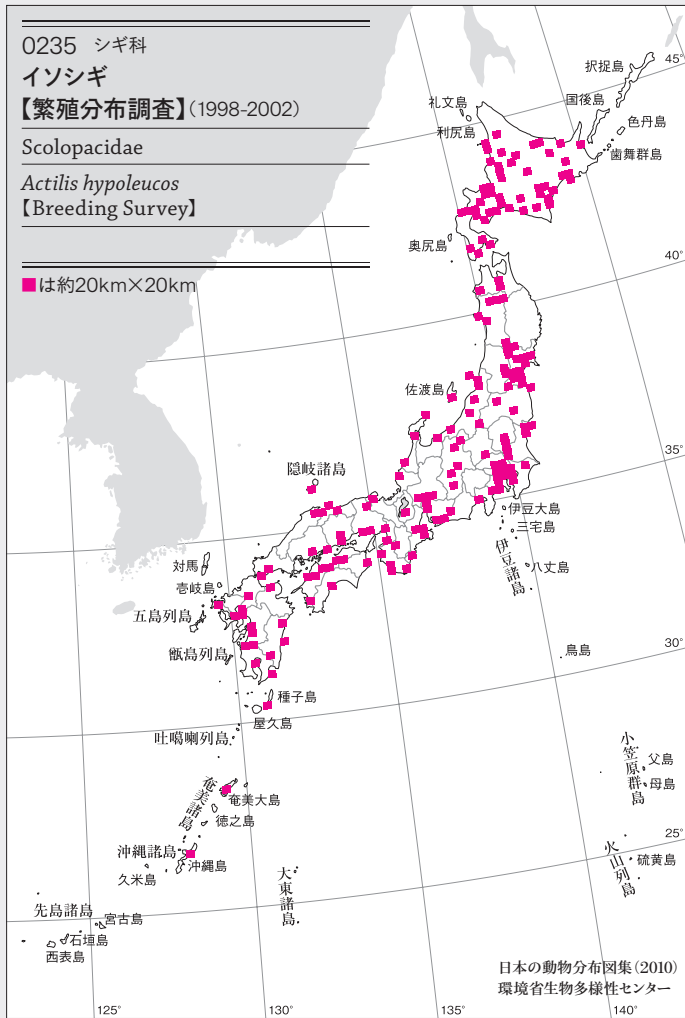 0235 シギ科
イソシギ
【繁殖分布調査】(1998-2002)
Scolopacidae
Actilis hypoleucos
【Breeding Survey】
■は約20km×20km
45°
択捉島
国後島
礼文島
色丹島
利尻島
歯舞群島
奥尻島
40°
佐渡島
35°
隠岐諸島
伊豆大島
三宅島
伊豆諸島
八丈島
対馬
壱岐島
五島列島
甑島列島
鳥島
30°
種子島
屋久島
吐噶喇列島
小笠原群島
父島
母島
奄美諸島
奄美大島
徳之島
沖縄諸島
沖縄島
久米島
25°
火山列島
硫黄島
大東諸島
先島諸島
宮古島
石垣島
西表島
日本の動物分布図集(2010)
環境省生物多様性センター
125°
130°
135°
140°